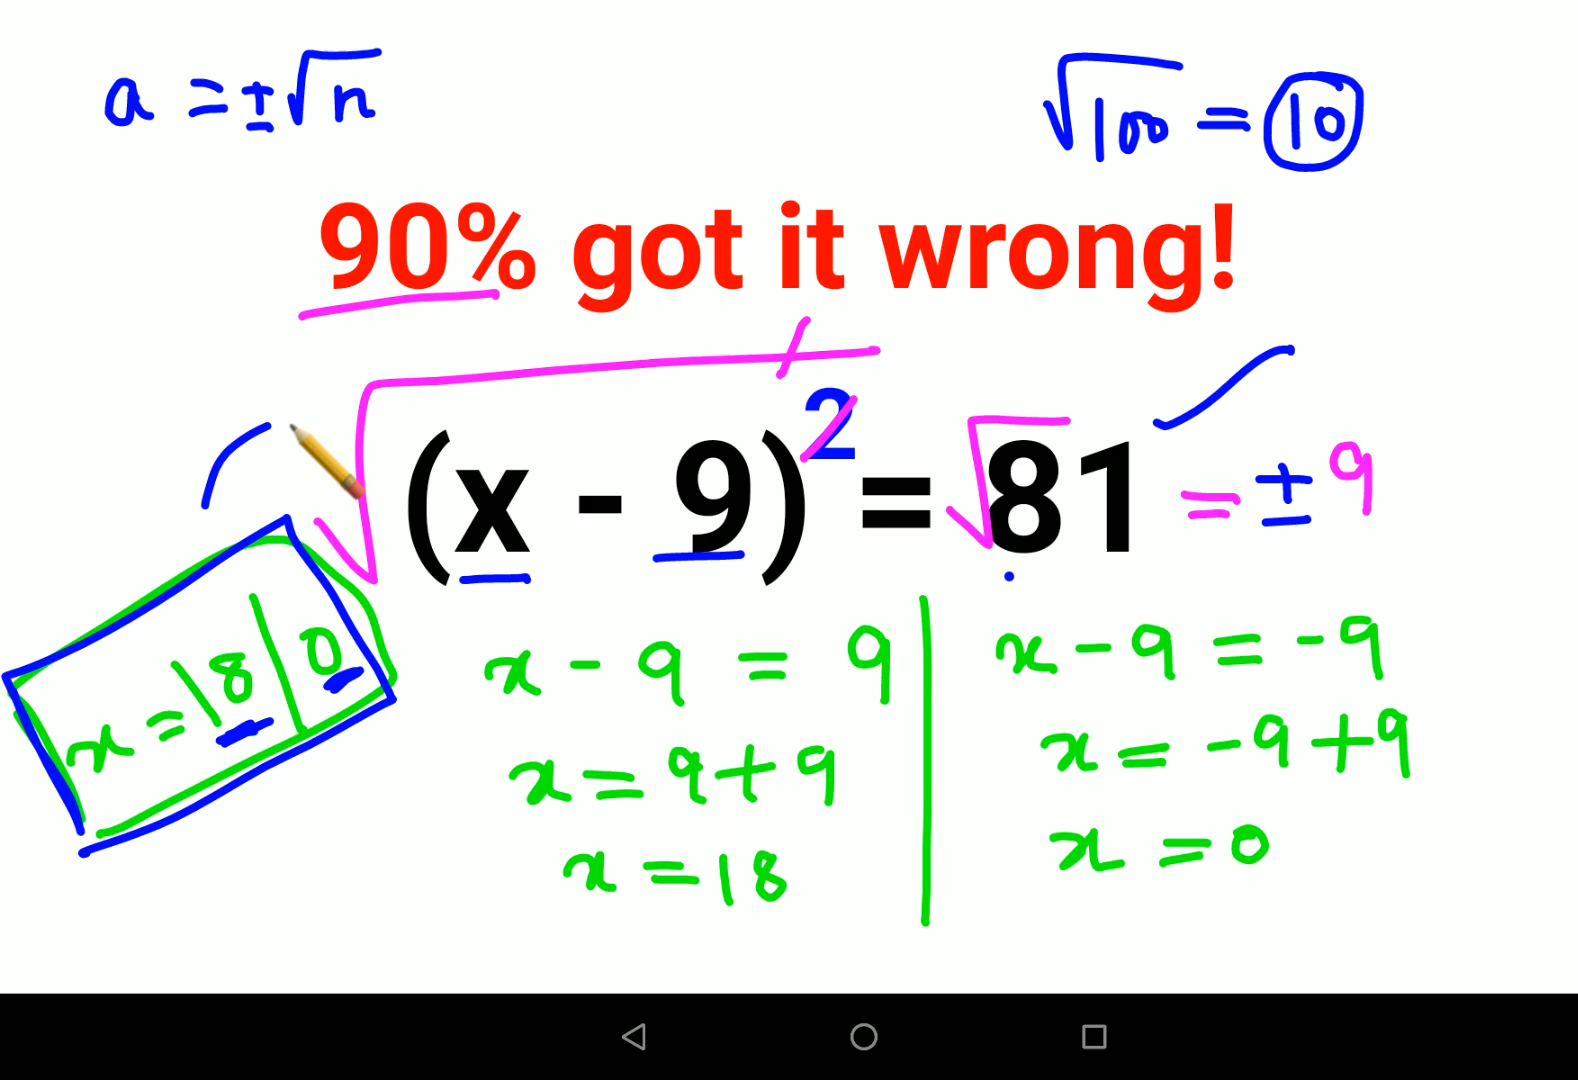 a = ±√n
√100 = 10
90% got it wrong!
√(x - 9)² = √81 = ± 9
x = 18 | 0
x - 9 = 9
x = 9 + 9
x = 18
x - 9 = -9
x = -9 + 9
x = 0